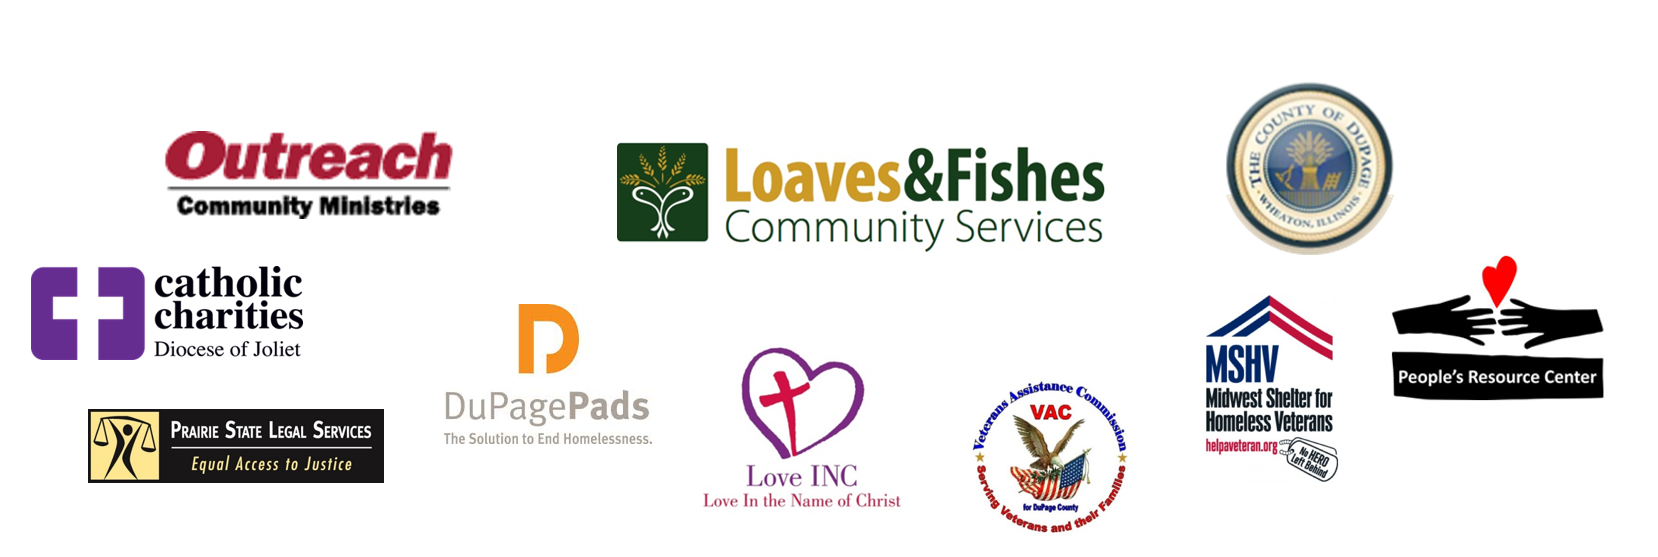 Outreach
Community Ministries
Loaves&Fishes
Community Services
THE COUNTY OF DUPAGE
WHEATON, ILLINOIS
catholic
charities
Diocese of Joliet
DuPagePads
The Solution to End Homelessness.
Love INC
Love In the Name of Christ
Veterans Assistance Commission
VAC
for DuPage County
Serving Veterans and their Families
MSHV
Midwest Shelter for
Homeless Veterans
helpaveteran.org
No HERO
Left Behind
People's Resource Center
PRAIRIE STATE LEGAL SERVICES
Equal Access to Justice